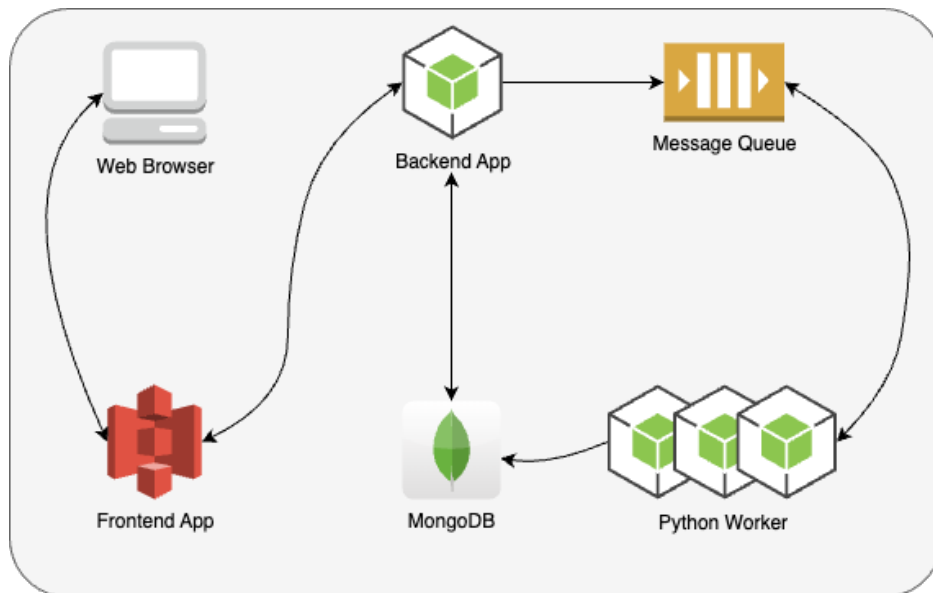 Web Browser
Backend App
Message Queue
Frontend App
MongoDB
Python Worker